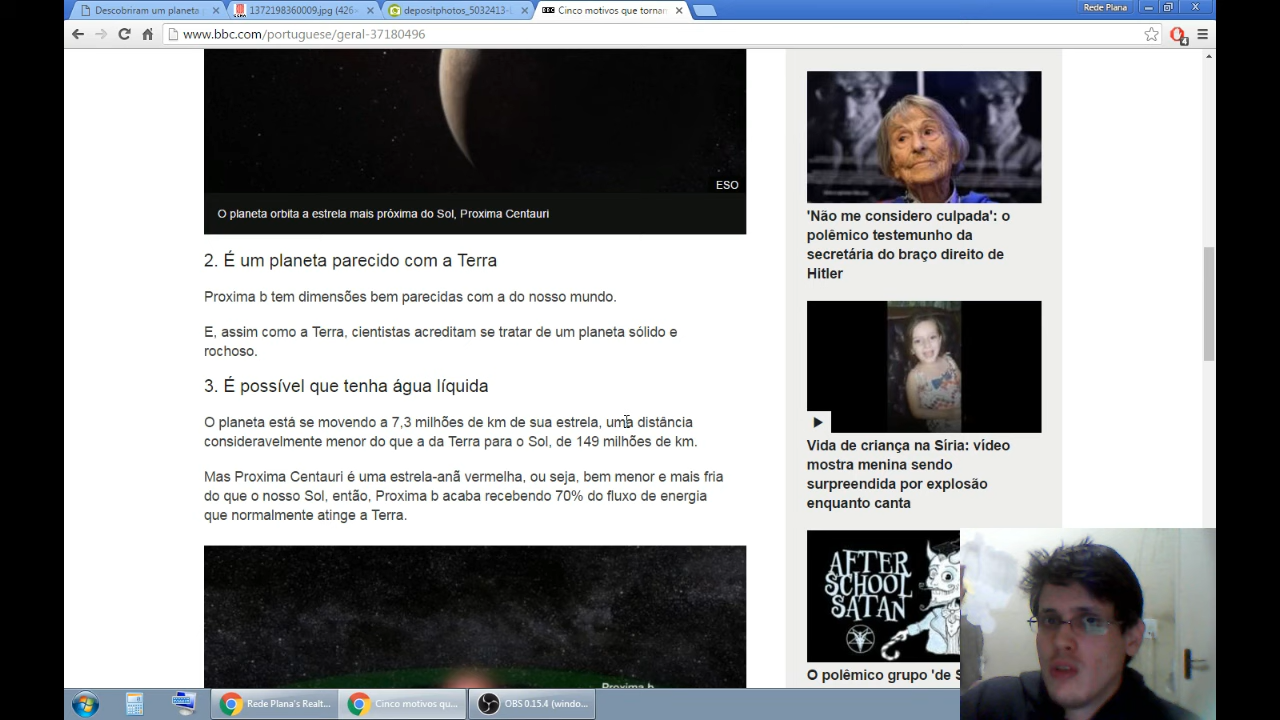 Descobriram um planeta
1372198360009.jpg (426×
depositphotos_5032413-
Cinco motivos que tornam
Rede Plana
www.bbc.com/portuguese/geral-37180496
4
ESO
O planeta orbita a estrela mais próxima do Sol, Proxima Centauri
2. É um planeta parecido com a Terra
Proxima b tem dimensões bem parecidas com a do nosso mundo.
E, assim como a Terra, cientistas acreditam se tratar de um planeta sólido e
rochoso.
3. É possível que tenha água líquida
O planeta está se movendo a 7,3 milhões de km de sua estrela, uma distância
consideravelmente menor do que a da Terra para o Sol, de 149 milhões de km.
Mas Proxima Centauri é uma estrela-anã vermelha, ou seja, bem menor e mais fria
do que o nosso Sol, então, Proxima b acaba recebendo 70% do fluxo de energia
que normalmente atinge a Terra.
Proxima b
'Não me considero culpada': o
polêmico testemunho da
secretária do braço direito de
Hitler
Vida de criança na Síria: vídeo
mostra menina sendo
surpreendida por explosão
enquanto canta
AFTER
SCHOOL
SATAN
O polêmico grupo 'de S
Rede Plana's Realt...
Cinco motivos qu...
OBS 0.15.4 (windo...